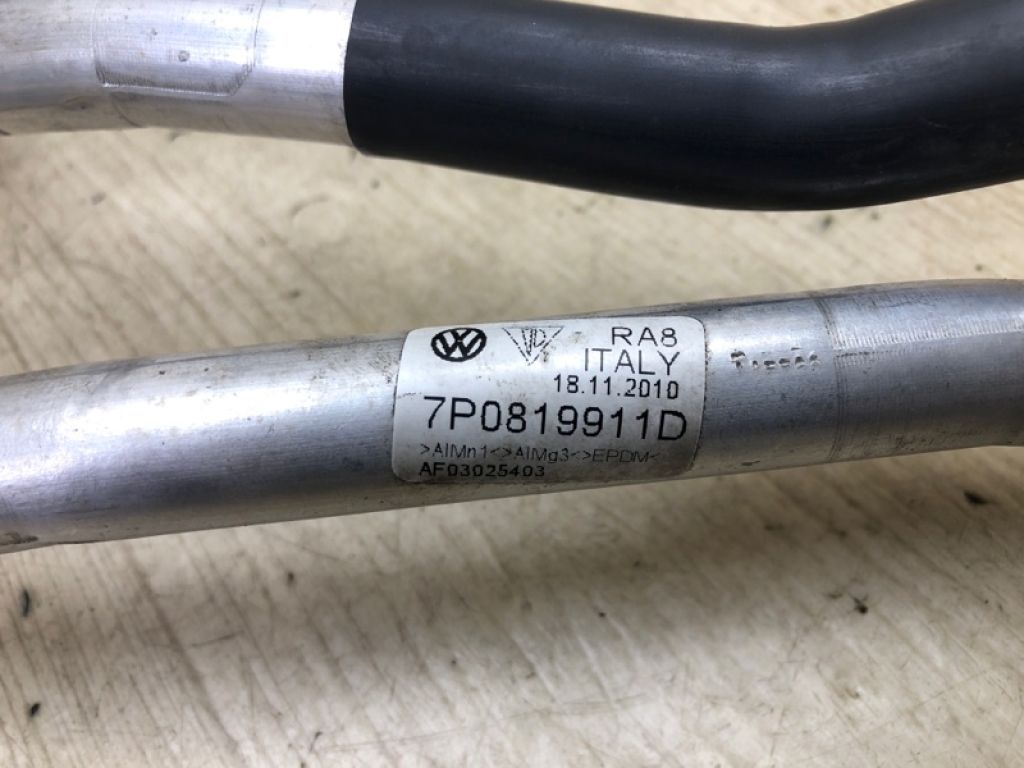 RA8
ITALY
18.11.2010
7P0819911D
>AlMn1<>AlMg3<>EPDM<
AF03025403